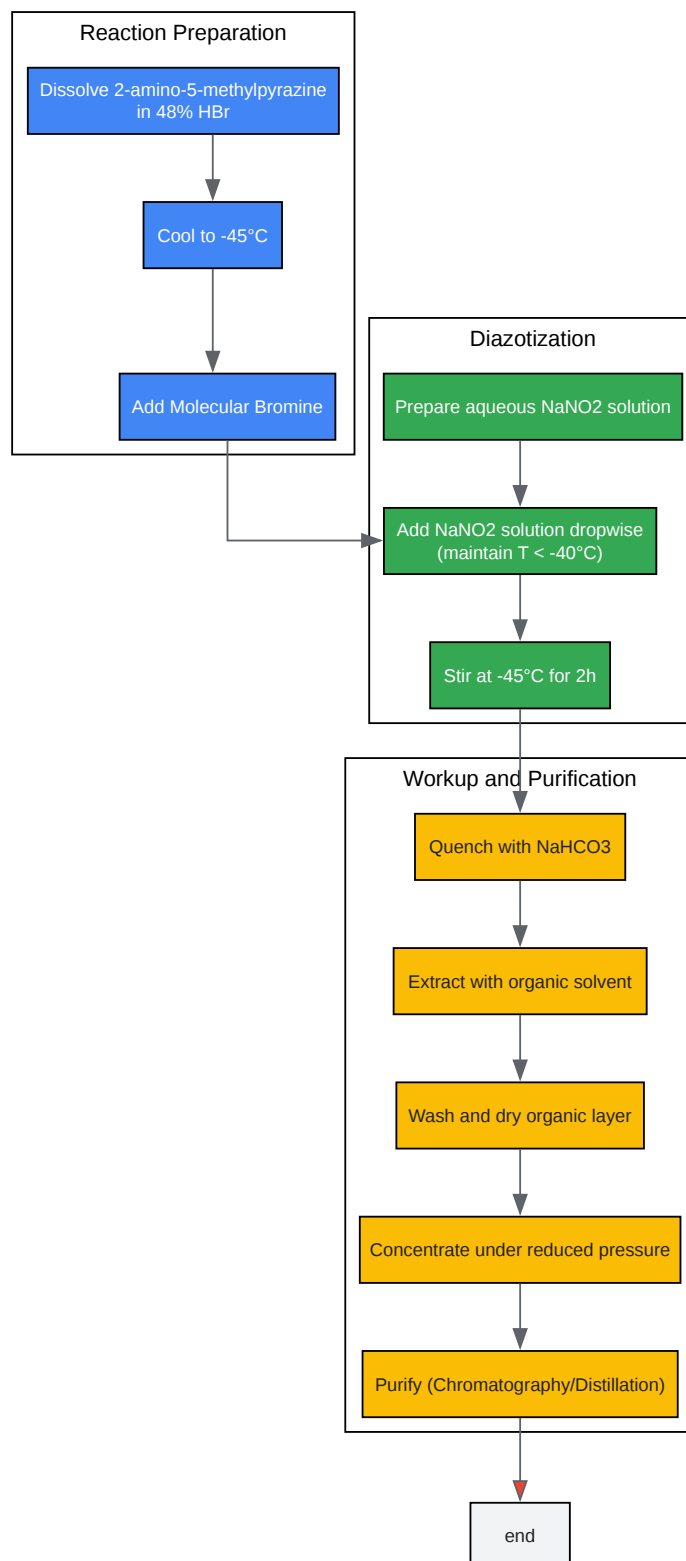 Reaction Preparation
Dissolve 2-amino-5-methylpyrazine
in 48% HBr
Cool to -45°C
Add Molecular Bromine
Diazotization
Prepare aqueous NaNO2 solution
Add NaNO2 solution dropwise
(maintain T < -40°C)
Stir at -45°C for 2h
Workup and Purification
Quench with NaHCO3
Extract with organic solvent
Wash and dry organic layer
Concentrate under reduced pressure
Purify (Chromatography/Distillation)
end